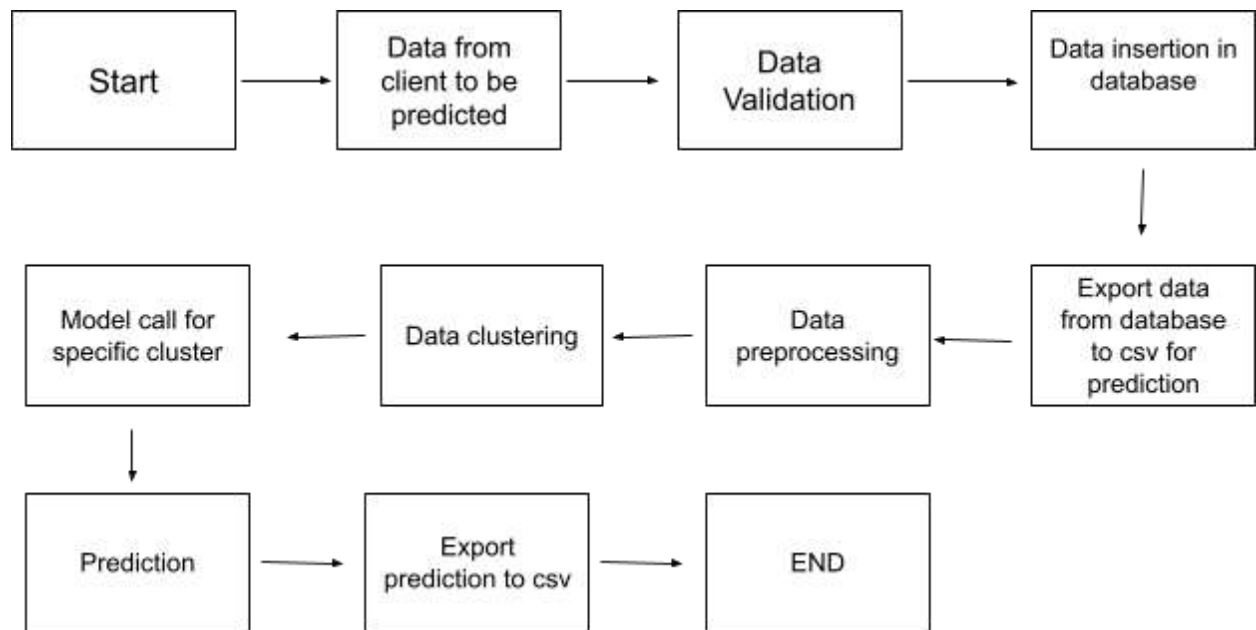 Start
Data from
client to be
predicted
Data
Validation
Data insertion in
database
Export data
from database
to csv for
prediction
Data
preprocessing
Data clustering
Model call for
specific cluster
Prediction
Export
prediction to csv
END